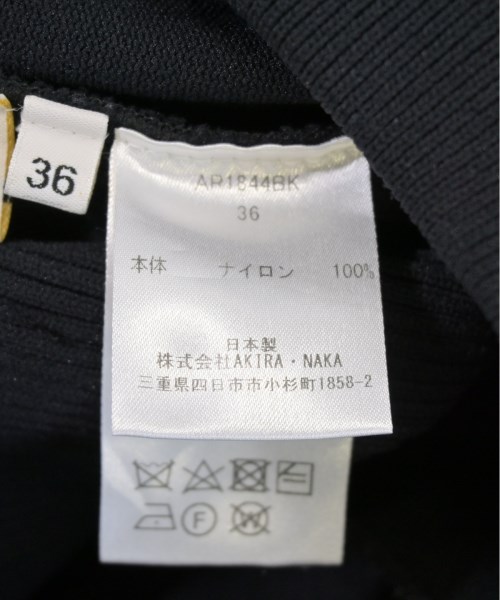 36
AR1844BK
36
本体 ナイロン 100%
日本製
株式会社AKIRA・NAKA
三重県四日市市小杉町1858-2
F
W